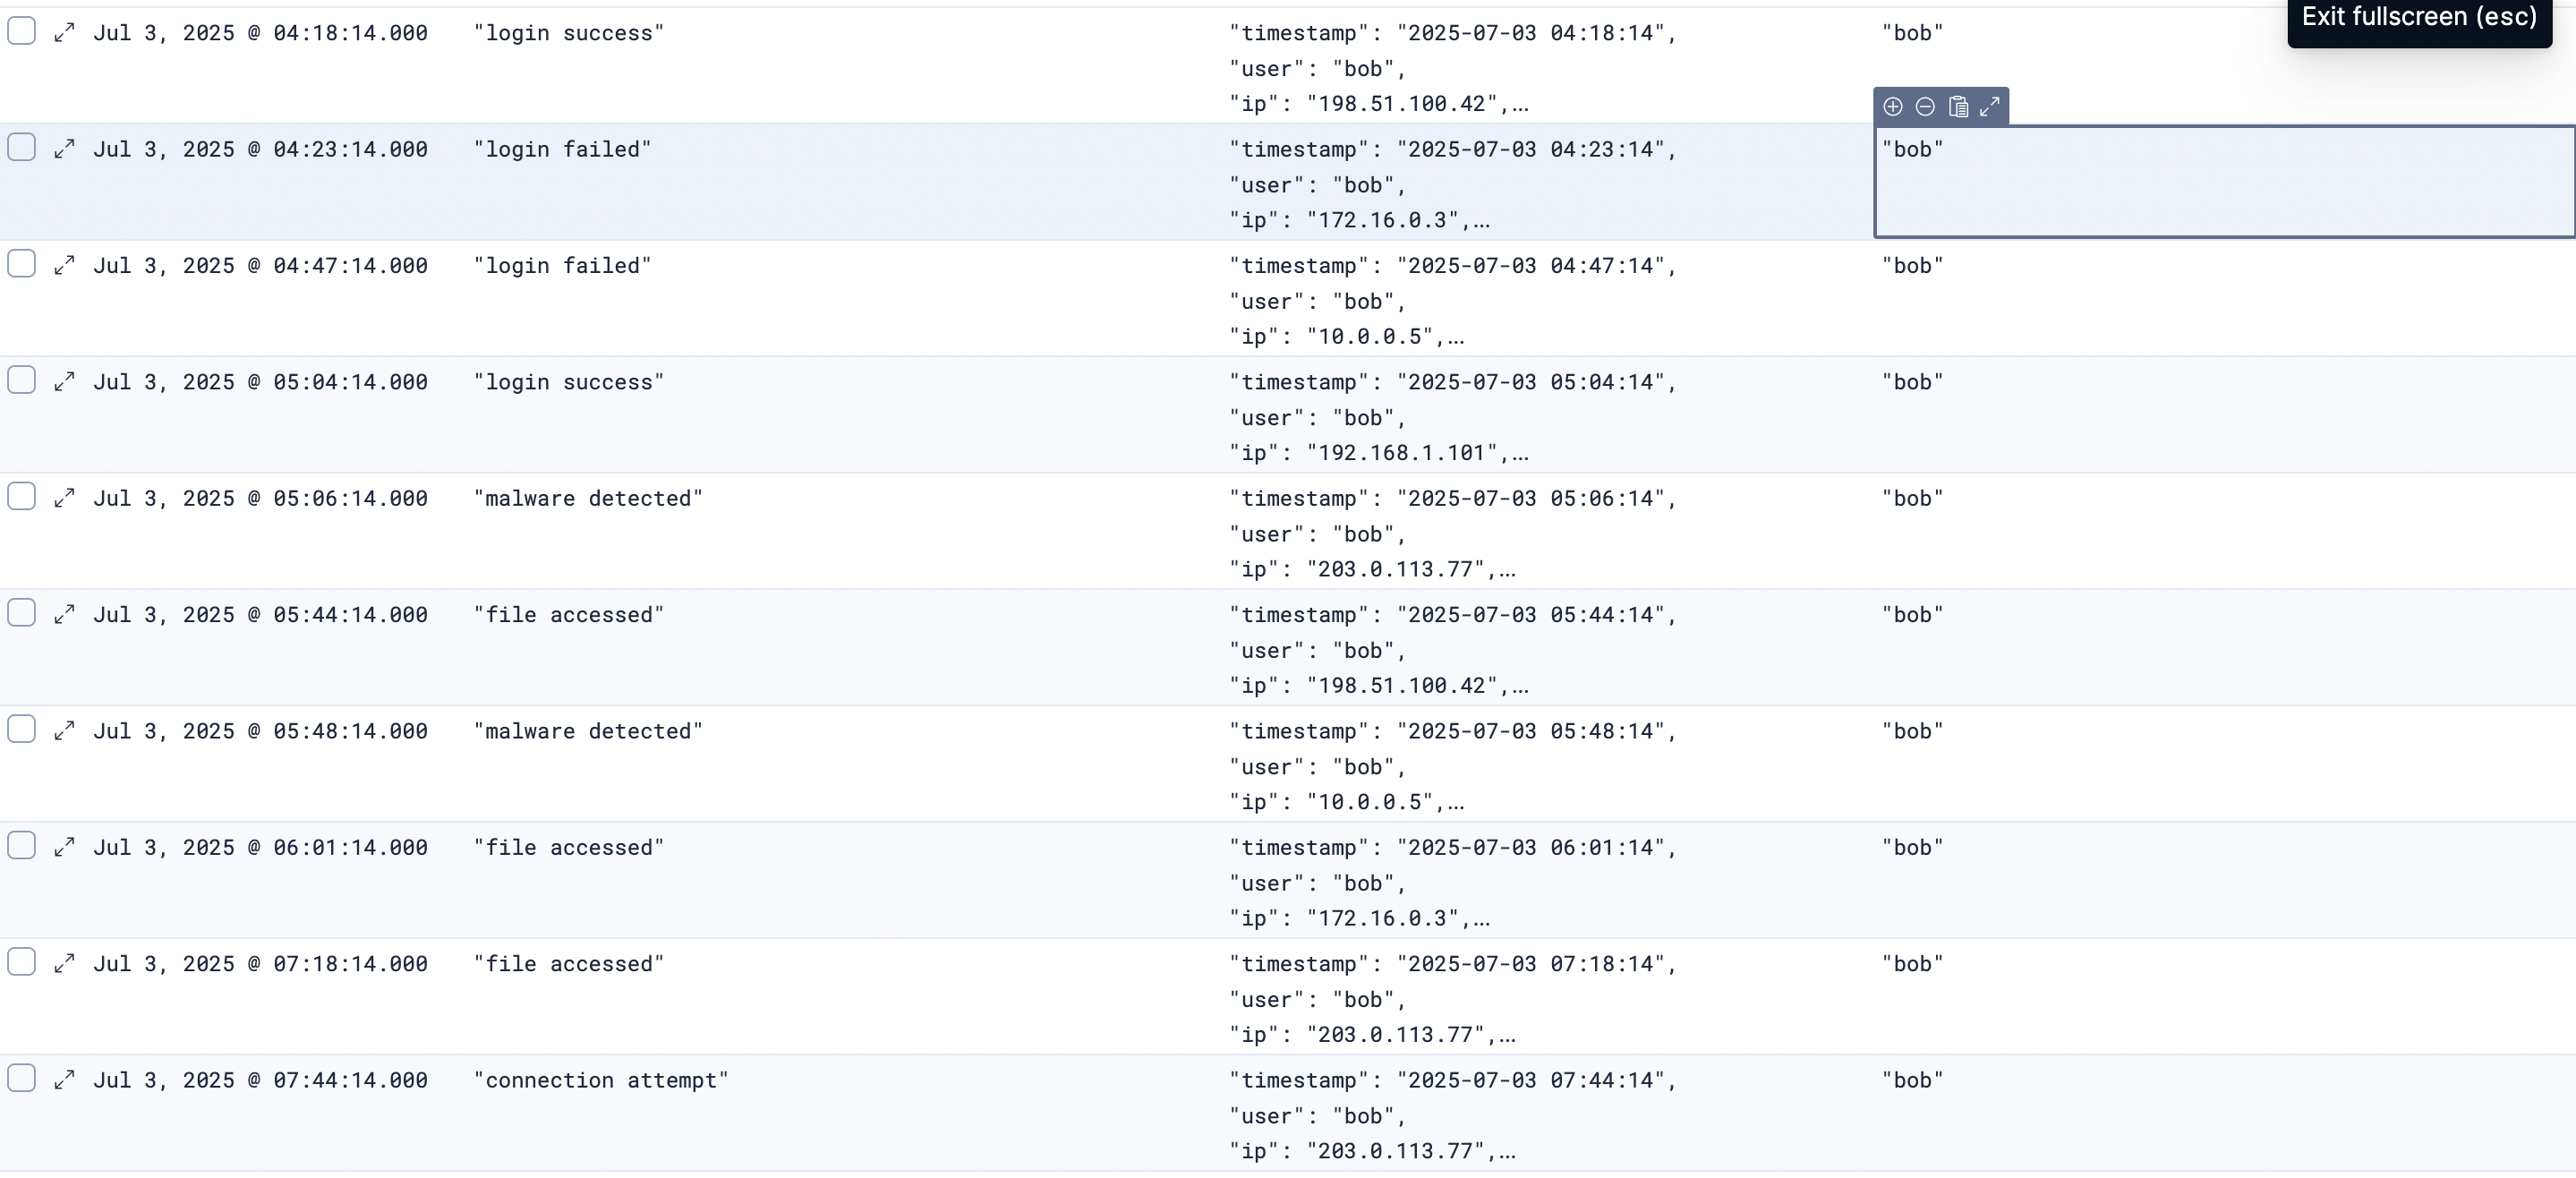 Exit fullscreen (esc)
Jul 3, 2025 @ 04:18:14.000 "login success" "timestamp": "2025-07-03 04:18:14", "bob"
"user": "bob",
"ip": "198.51.100.42",…
Jul 3, 2025 @ 04:23:14.000 "login failed" "timestamp": "2025-07-03 04:23:14", "bob"
"user": "bob",
"ip": "172.16.0.3",…
Jul 3, 2025 @ 04:47:14.000 "login failed" "timestamp": "2025-07-03 04:47:14", "bob"
"user": "bob",
"ip": "10.0.0.5",…
Jul 3, 2025 @ 05:04:14.000 "login success" "timestamp": "2025-07-03 05:04:14", "bob"
"user": "bob",
"ip": "192.168.1.101",…
Jul 3, 2025 @ 05:06:14.000 "malware detected" "timestamp": "2025-07-03 05:06:14", "bob"
"user": "bob",
"ip": "203.0.113.77",…
Jul 3, 2025 @ 05:44:14.000 "file accessed" "timestamp": "2025-07-03 05:44:14", "bob"
"user": "bob",
"ip": "198.51.100.42",…
Jul 3, 2025 @ 05:48:14.000 "malware detected" "timestamp": "2025-07-03 05:48:14", "bob"
"user": "bob",
"ip": "10.0.0.5",…
Jul 3, 2025 @ 06:01:14.000 "file accessed" "timestamp": "2025-07-03 06:01:14", "bob"
"user": "bob",
"ip": "172.16.0.3",…
Jul 3, 2025 @ 07:18:14.000 "file accessed" "timestamp": "2025-07-03 07:18:14", "bob"
"user": "bob",
"ip": "203.0.113.77",…
Jul 3, 2025 @ 07:44:14.000 "connection attempt" "timestamp": "2025-07-03 07:44:14", "bob"
"user": "bob",
"ip": "203.0.113.77",…